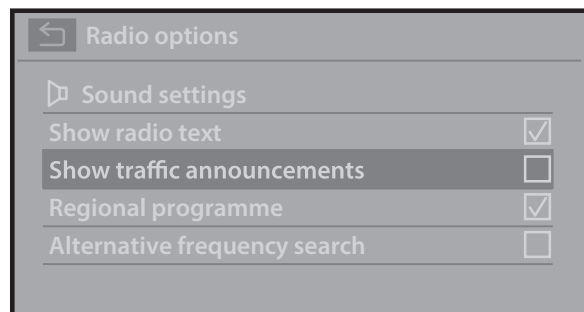 Radio options
Sound settings
Show radio text
Show traffic announcements
Regional programme
Alternative frequency search